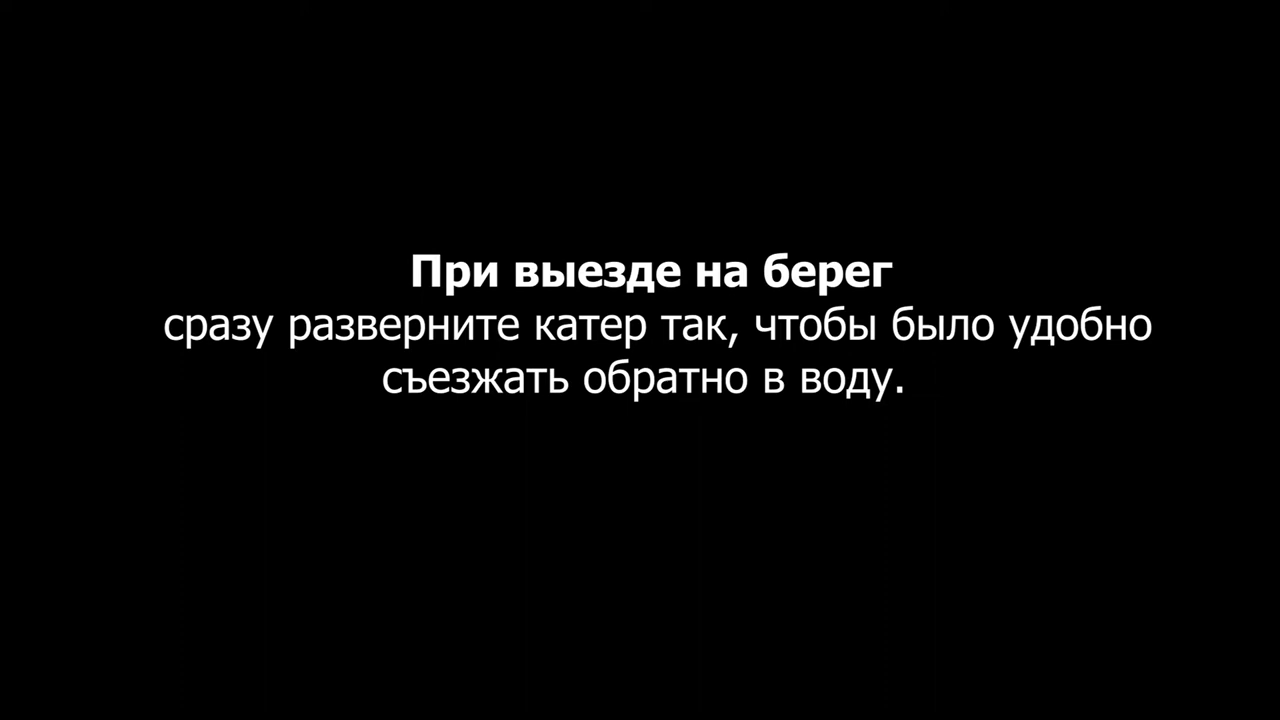 При выезде на берег
сразу разверните катер так, чтобы было удобно
съезжать обратно в воду.